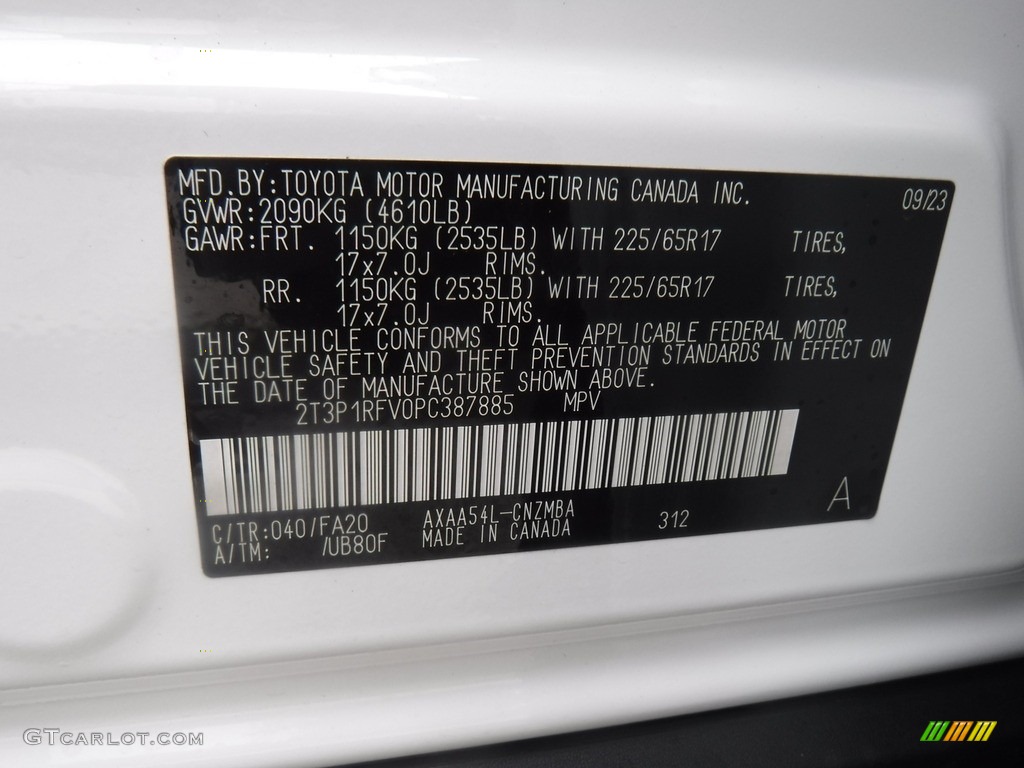 MFD.BY:TOYOTA MOTOR MANUFACTURING CANADA INC. 09/23
GVWR:2090KG (4610LB)
GAWR:FRT. 1150KG (2535LB) WITH 225/65R17 TIRES,
17x7.0J RIMS.
RR. 1150KG (2535LB) WITH 225/65R17 TIRES,
17x7.0J RIMS.
THIS VEHICLE CONFORMS TO ALL APPLICABLE FEDERAL MOTOR
VEHICLE SAFETY AND THEFT PREVENTION STANDARDS IN EFFECT ON
THE DATE OF MANUFACTURE SHOWN ABOVE.
2T3P1RFV0PC387885 MPV
C/TR:040/FA20 AXAA54L-CNZMBA 312 A
A/TM: /UB80F MADE IN CANADA
GTCARLOT.COM